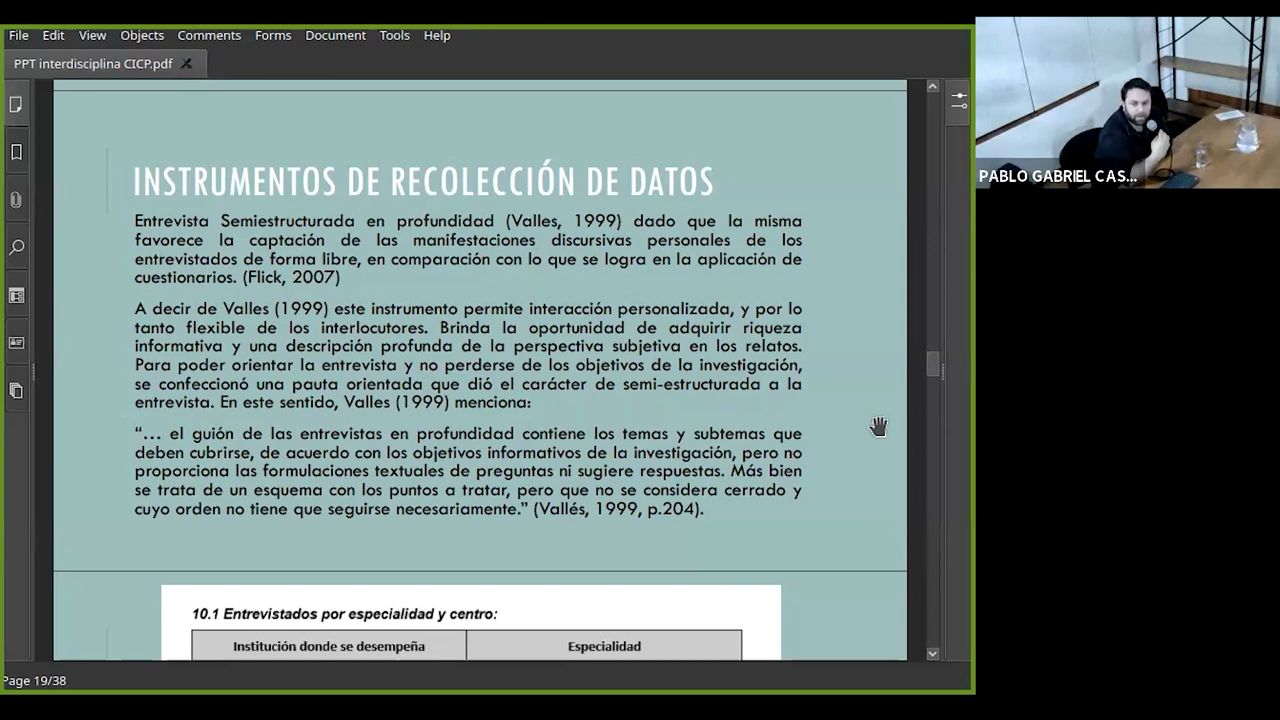 File Edit View Objects Comments Forms Document Tools Help
PPT interdisciplina CICP.pdf
INSTRUMENTOS DE RECOLECCIÓN DE DATOS
Entrevista Semiestructurada en profundidad (Valles, 1999) dado que la misma
favorece la captación de las manifestaciones discursivas personales de los
entrevistados de forma libre, en comparación con lo que se logra en la aplicación de
cuestionarios. (Flick, 2007)
A decir de Valles (1999) este instrumento permite interacción personalizada, y por lo
tanto flexible de los interlocutores. Brinda la oportunidad de adquirir riqueza
informativa y una descripción profunda de la perspectiva subjetiva en los relatos.
Para poder orientar la entrevista y no perderse de los objetivos de la investigación,
se confeccionó una pauta orientada que dió el carácter de semi-estructurada a la
entrevista. En este sentido, Valles (1999) menciona:
“… el guión de las entrevistas en profundidad contiene los temas y subtemas que
deben cubrirse, de acuerdo con los objetivos informativos de la investigación, pero no
proporciona las formulaciones textuales de preguntas ni sugiere respuestas. Más bien
se trata de un esquema con los puntos a tratar, pero que no se considera cerrado y
cuyo orden no tiene que seguirse necesariamente.” (Vallés, 1999, p.204).
10.1 Entrevistados por especialidad y centro:
Institución donde se desempeña Especialidad
Page 19/38
PABLO GABRIEL CAS...